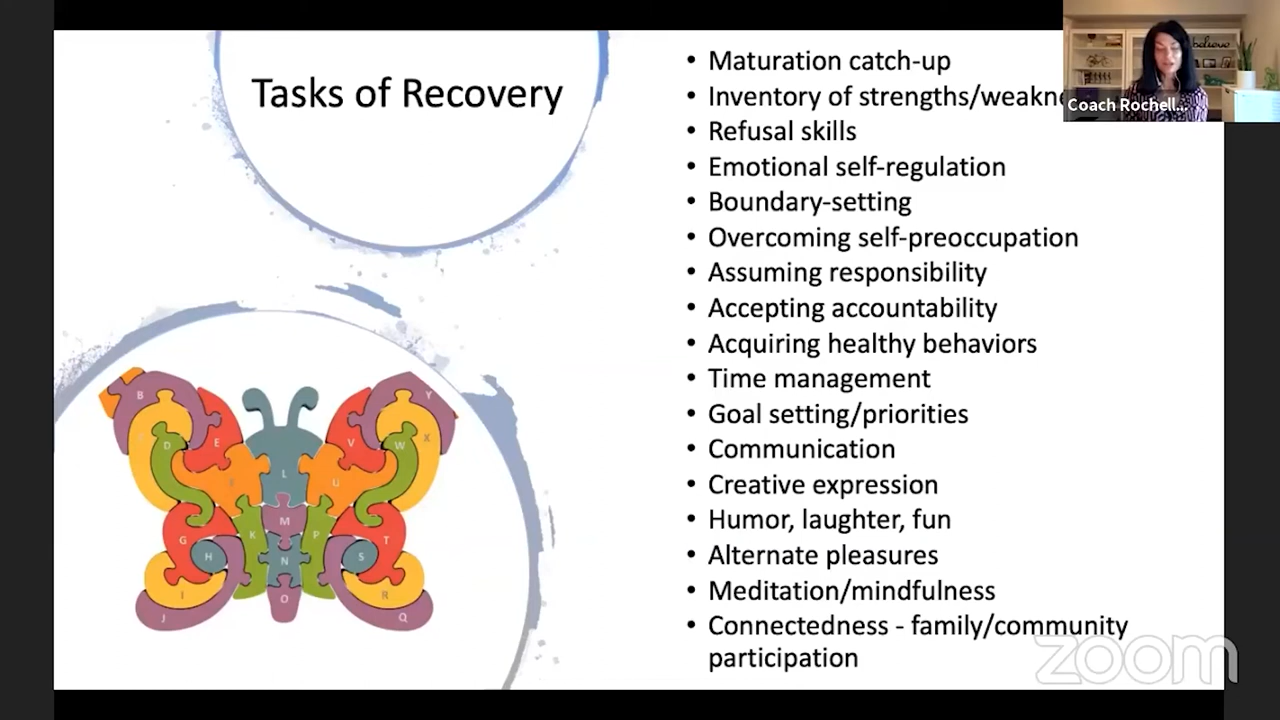 Tasks of Recovery
• Maturation catch-up
• Inventory of strengths/weakne
• Refusal skills
• Emotional self-regulation
• Boundary-setting
• Overcoming self-preoccupation
• Assuming responsibility
• Accepting accountability
• Acquiring healthy behaviors
• Time management
• Goal setting/priorities
• Communication
• Creative expression
• Humor, laughter, fun
• Alternate pleasures
• Meditation/mindfulness
• Connectedness - family/community
participation
believe
Coach Rochell...
B
Y
D
E
V
W
X
L
U
M
G
K
P
T
H
N
S
I
O
R
J
Q
zoom